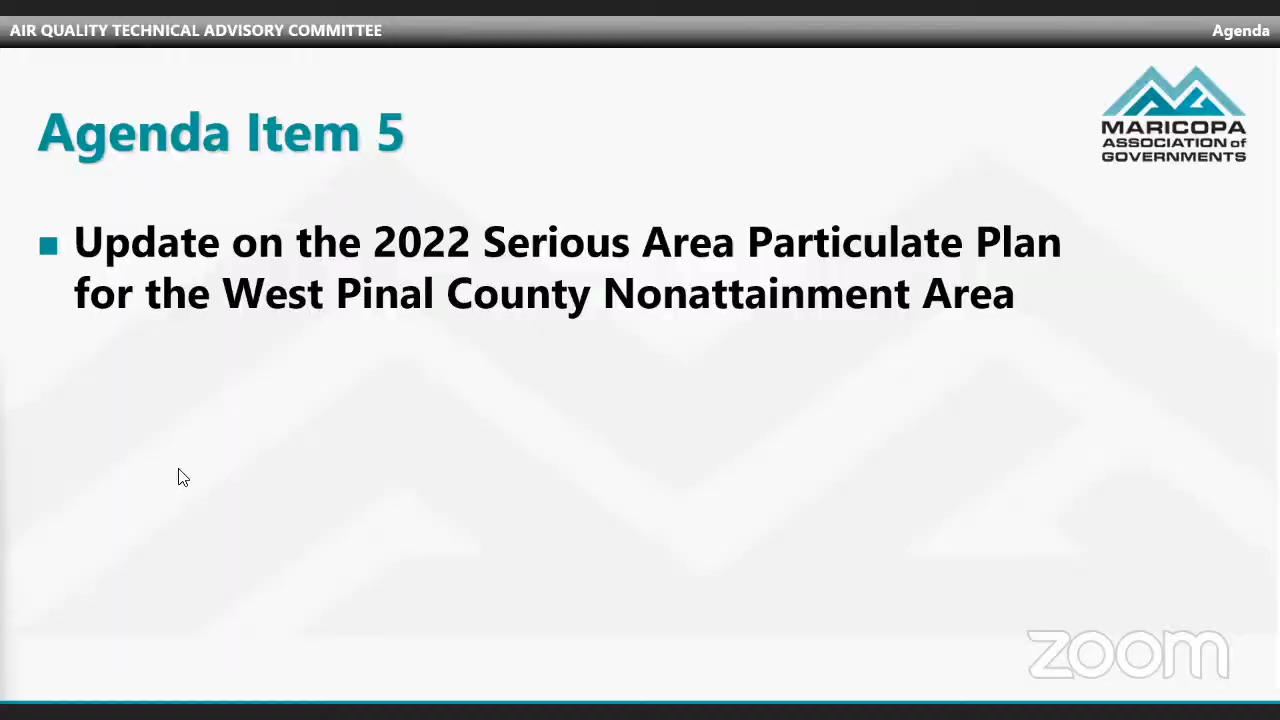 AIR QUALITY TECHNICAL ADVISORY COMMITTEE
Agenda
MARICOPA
ASSOCIATION of
GOVERNMENTS
Agenda Item 5
Update on the 2022 Serious Area Particulate Plan
for the West Pinal County Nonattainment Area
zoom